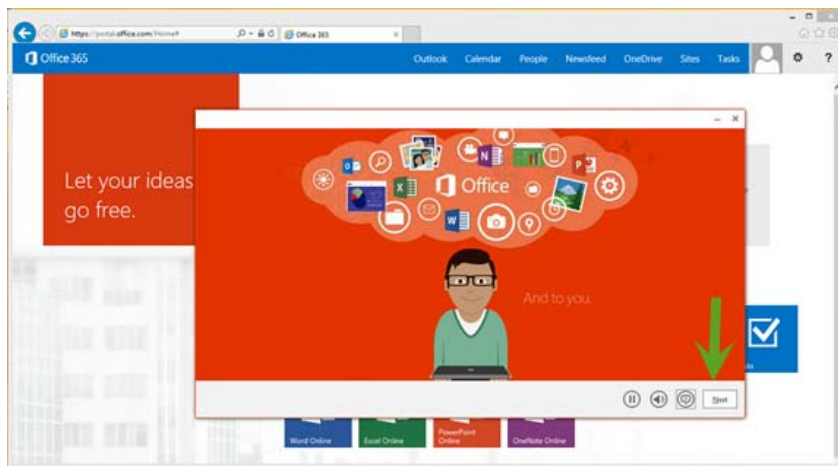 https://portal.office.com/Home#
Office 365
Office 365
Outlook Calendar People Newsfeed OneDrive Sites Tasks ?
Let your ideas
go free.
Office
And to you.
Next
Word Online Excel Online PowerPoint
Online OneNote Online